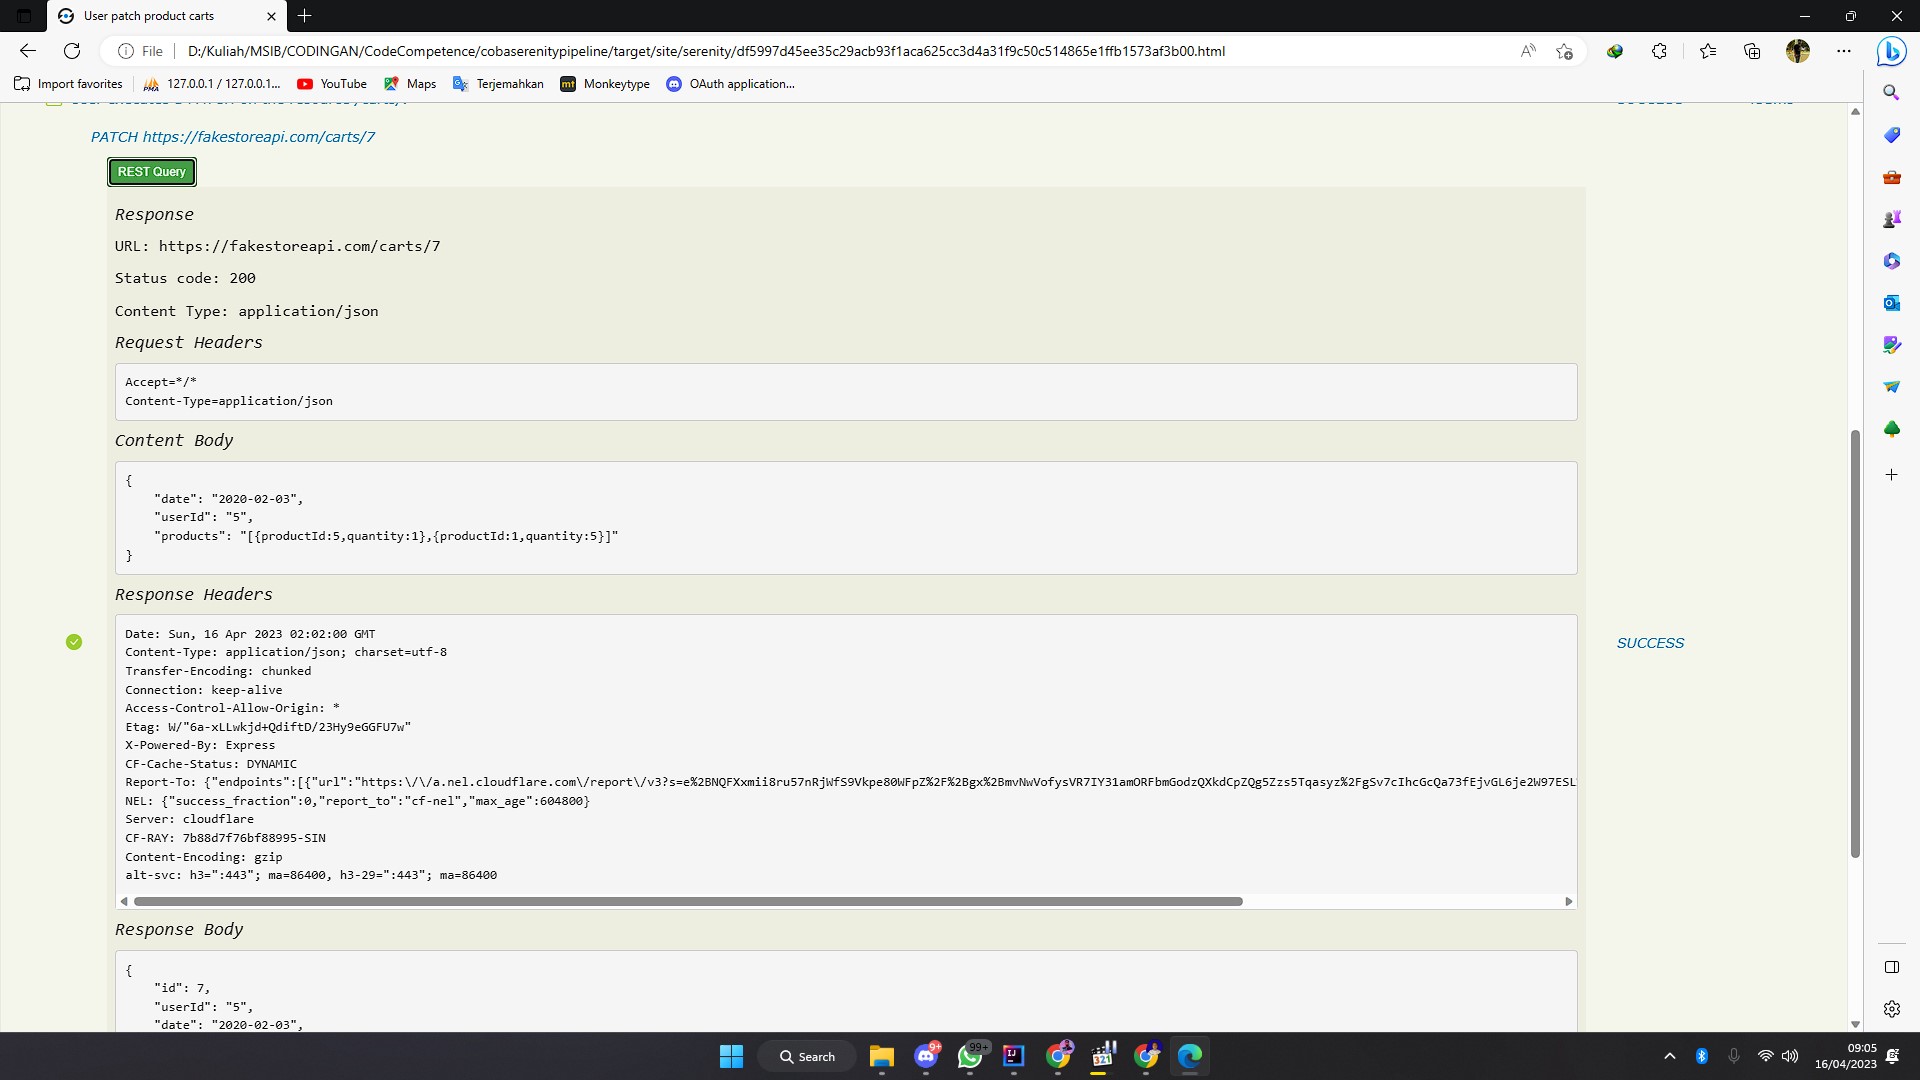 User patch product carts
File
D:/Kuliah/MSIB/CODINGAN/CodeCompetence/cobaserenitypipeline/target/site/serenity/df5997d45ee35c29acb93f1aca625cc3d4a31f9c50c514865e1ffb1573af3b00.html
Import favorites
127.0.0.1 / 127.0.0.1...
YouTube
Maps
Terjemahkan
mt
Monkeytype
OAuth application...
PATCH https://fakestoreapi.com/carts/7
REST Query
Response
URL: https://fakestoreapi.com/carts/7
Status code: 200
Content Type: application/json
Request Headers
Accept=*/*
Content-Type=application/json
Content Body
{
"date": "2020-02-03",
"userId": "5",
"products": "[{productId:5,quantity:1},{productId:1,quantity:5}]"
}
Response Headers
Date: Sun, 16 Apr 2023 02:02:00 GMT
Content-Type: application/json; charset=utf-8
Transfer-Encoding: chunked
Connection: keep-alive
Access-Control-Allow-Origin: *
Etag: W/"6a-xLLwkjd+QdiftD/23Hy9eGGFU7w"
X-Powered-By: Express
CF-Cache-Status: DYNAMIC
Report-To: {"endpoints":[{"url":"https:\/\/a.nel.cloudflare.com\/report\/v3?s=e%2BNQFXxmii8ru57nRjWfS9Vkpe80WFpZ%2F%2Bgx%2BmvNwVofysVR7IY31amORFbmGodzQXkdCpZQg5Zzs5Tqasyz%2FgSv7cIhcGcQa73fEjvGL6je2W97ESL
NEL: {"success_fraction":0,"report_to":"cf-nel","max_age":604800}
Server: cloudflare
CF-RAY: 7b88d7f76bf88995-SIN
Content-Encoding: gzip
alt-svc: h3=":443"; ma=86400, h3-29=":443"; ma=86400
SUCCESS
Response Body
{
"id": 7,
"userId": "5",
"date": "2020-02-03",
Search
9+
99+
09:05
16/04/2023